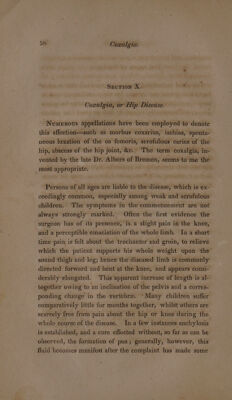 58
Coxalgia.
Section X.
Coxalgia, or Hip Disease.
Numerous appellations have been employed to denote
this affection—such as morbus coxarius, ischias, sponta-
neous luxation of the os femoris, scrofulous caries of the
hip, abscess of the hip joint, &c. The term coxalgia, in-
vented by the late Dr. Albers of Bremen, seems to me the
most appropriate.
Persons of all ages are liable to the disease, which is ex-
ceedingly common, especially among weak and scrofulous
children. The symptoms in the commencement are not
always strongly marked. Often the first evidence the
surgeon has of its presence, is a slight pain in the knee,
and a perceptible emaciation of the whole limb. In a short
time pain is felt about the trochanter and groin, to relieve
which the patient supports his whole weight upon the
sound thigh and leg; hence the diseased limb is commonly
directed forward and bent at the knee, and appears consi-
derably elongated. This apparent increase of length is al-
together owing to an inclination of the pelvis and a corres-
ponding change in the vertebræ. Many children suffer
comparatively little for months together, whilst others are
scarcely free from pain about the hip or knee during the
whole course of the disease. In a few instances anchylosis
is established, and a cure effected without, so far as can be
observed, the formation of pus; generally, however, this
fluid becomes manifest after the complaint has made some